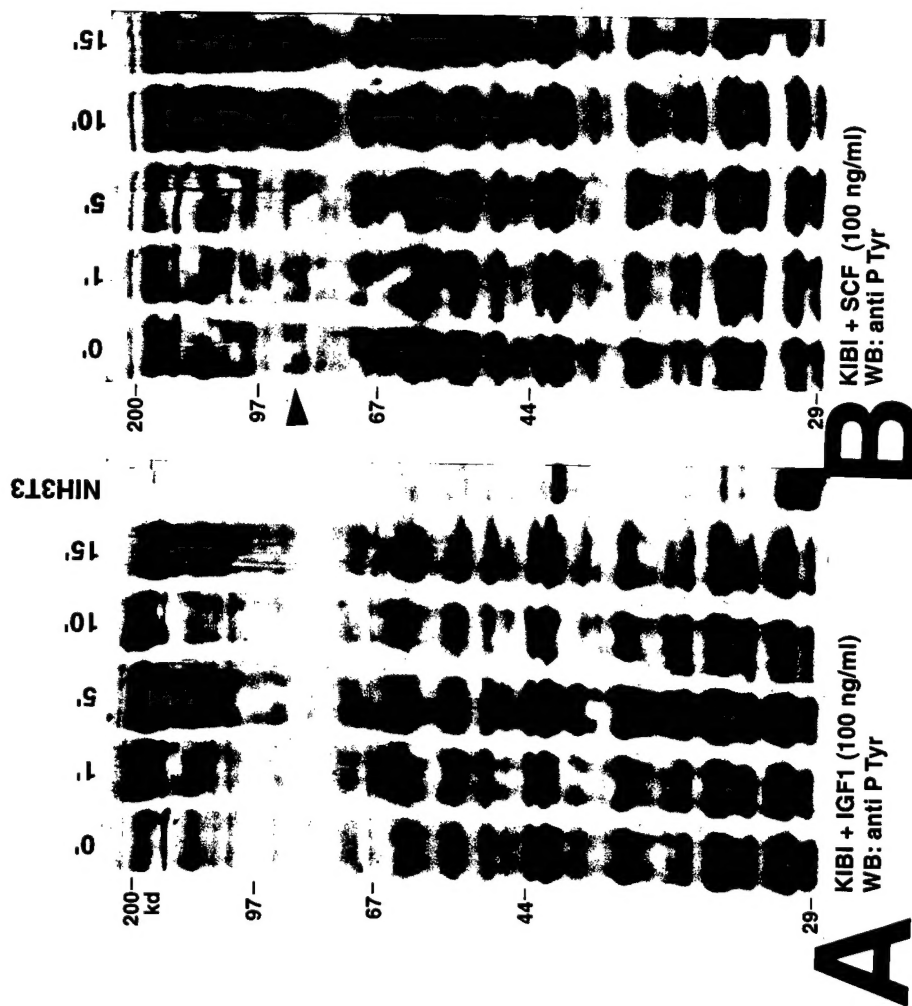 0' 1' 5' 10' 15' NIH3T3
200-
kd
97-
67-
44-
29-
A
KIBI + IGF1 (100 ng/ml)
WB: anti P Tyr
0' 1' 5' 10' 15'
200-
97-
67-
44-
29-
B
KIBI + SCF (100 ng/ml)
WB: anti P Tyr